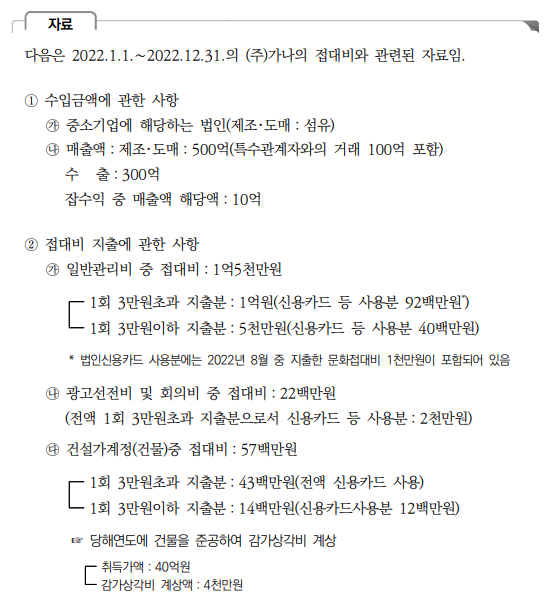 자료
다음은 2022.1.1.~2022.12.31.의 (주)가나의 접대비와 관련된 자료임.
① 수입금액에 관한 사항
㉮ 중소기업에 해당하는 법인(제조·도매 : 섬유)
㉯ 매출액 : 제조·도매 : 500억(특수관계자와의 거래 100억 포함)
수 출 : 300억
잡수익 중 매출액 해당액 : 10억
② 접대비 지출에 관한 사항
㉮ 일반관리비 중 접대비 : 1억5천만원
1회 3만원초과 지출분 : 1억원(신용카드 등 사용분 92백만원*)
1회 3만원이하 지출분 : 5천만원(신용카드 등 사용분 40백만원)
* 법인신용카드 사용분에는 2022년 8월 중 지출한 문화접대비 1천만원이 포함되어 있음
㉯ 광고선전비 및 회의비 중 접대비 : 22백만원
(전액 1회 3만원초과 지출분으로서 신용카드 등 사용분 : 2천만원)
㉰ 건설가계정(건물)중 접대비 : 57백만원
1회 3만원초과 지출분 : 43백만원(전액 신용카드 사용)
1회 3만원이하 지출분 : 14백만원(신용카드사용분 12백만원)
☞ 당해연도에 건물을 준공하여 감가상각비 계상
취득가액 : 40억원
감가상각비 계상액 : 4천만원